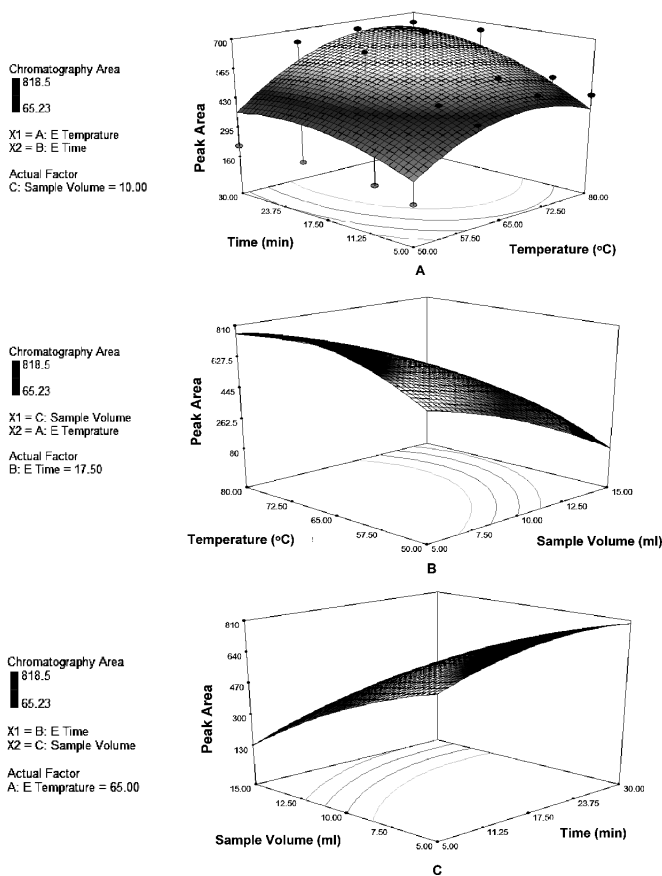 Chromatography Area
818.5
65.23
X1 = A: E Temprature
X2 = B: E Time
Actual Factor
C: Sample Volume = 10.00
Peak Area
700
565
430
295
160
30.00
23.75
17.50
11.25
5.00
50.00
57.50
65.00
72.50
80.00
Time (min)
Temperature (ºC)
A
Chromatography Area
818.5
65.23
X1 = C: Sample Volume
X2 = A: E Temprature
Actual Factor
B: E Time = 17.50
Peak Area
810
627.5
445
262.5
80
80.00
72.50
65.00
57.50
50.00
5.00
7.50
10.00
12.50
15.00
Temperature (ºC)
Sample Volume (ml)
B
Chromatography Area
818.5
65.23
X1 = B: E Time
X2 = C: Sample Volume
Actual Factor
A: E Temprature = 65.00
Peak Area
810
640
470
300
130
15.00
12.50
10.00
7.50
5.00
5.00
11.25
17.50
23.75
30.00
Sample Volume (ml)
Time (min)
C